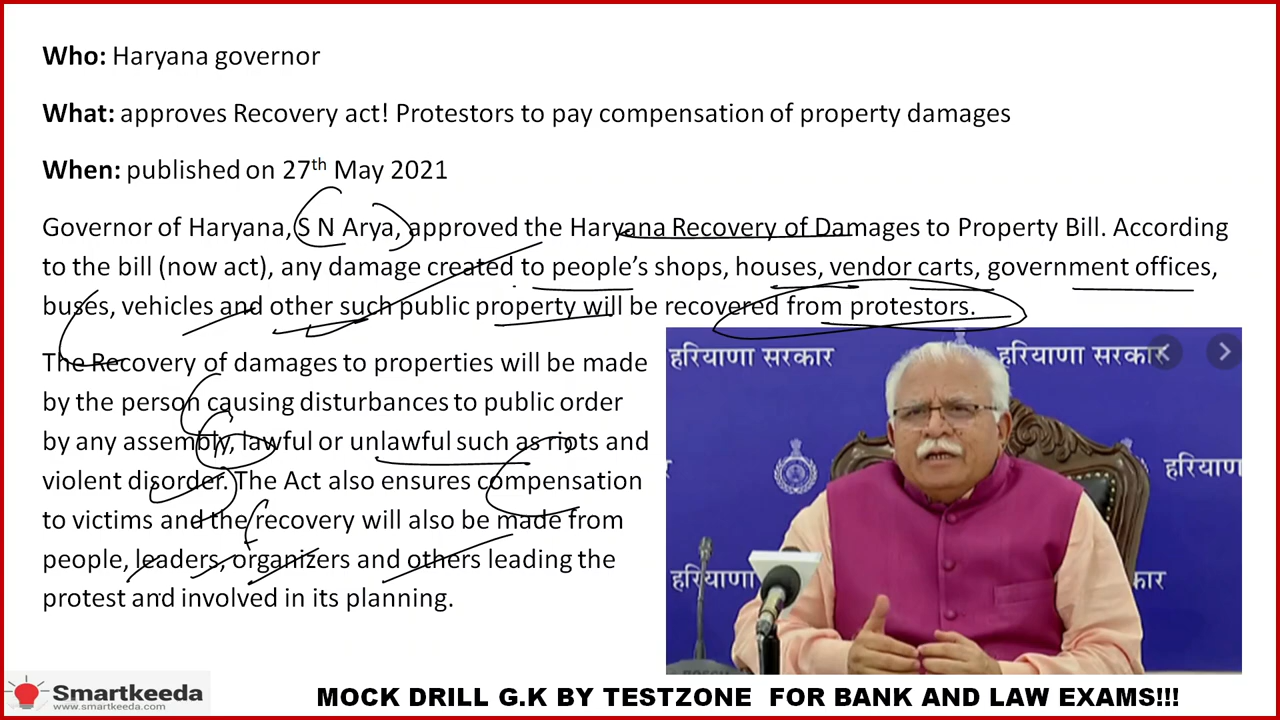 Who: Haryana governor
What: approves Recovery act! Protestors to pay compensation of property damages
When: published on 27th May 2021
Governor of Haryana, S N Arya, approved the Haryana Recovery of Damages to Property Bill. According
to the bill (now act), any damage created to people's shops, houses, vendor carts, government offices,
buses, vehicles and other such public property will be recovered from protestors.
The Recovery of damages to properties will be made
by the person causing disturbances to public order
by any assembly, lawful or unlawful such as riots and
violent disorder. The Act also ensures compensation
to victims and the recovery will also be made from
people, leaders, organizers and others leading the
protest and involved in its planning.
हरियाणा सरकार
हरियाणा सरकार
हरियाणा
हरियाणा
Smartkeeda
www.smartkeeda.com
MOCK DRILL G.K BY TESTZONE FOR BANK AND LAW EXAMS!!!